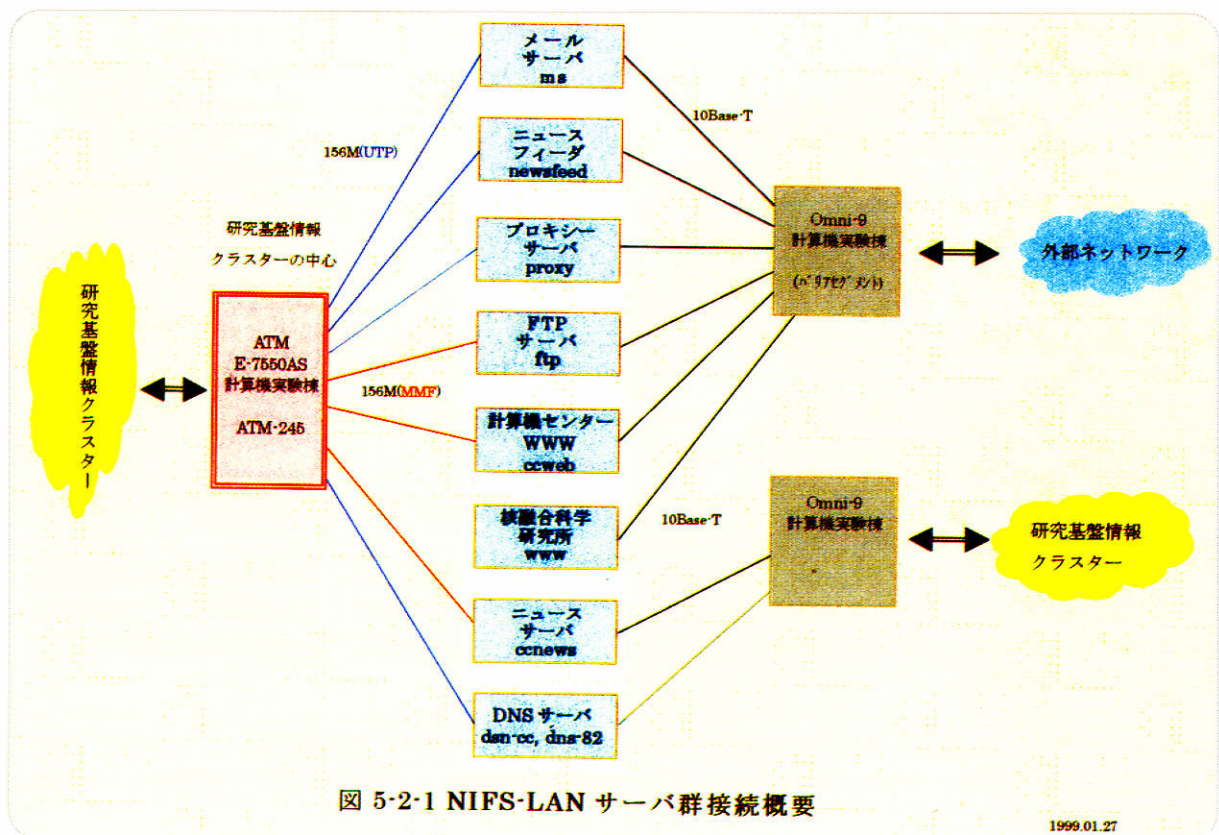 メール
サーバ
ms
10Base-T
156M(UTP)
ニュース
フィーダ
newsfeed
研究基盤情報
クラスターの中心
プロキシー
サーバ
proxy
Omni-9
計算機実験棟
(バリアセグメント)
外部ネットワーク
研究基盤情報クラスター
ATM
E-7550AS
計算機実験棟
ATM-245
FTP
サーバ
ftp
156M(MMF)
計算機センター
WWW
ccweb
核融合科学
研究所
www
10Base-T
Omni-9
計算機実験棟
研究基盤情報
クラスター
ニュース
サーバ
ccnews
DNS サーバ
dsn-cc, dns-82
図 5-2-1 NIFS-LAN サーバ群接続概要
1999.01.27